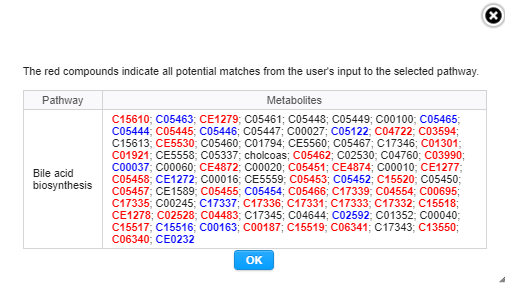 The red compounds indicate all potential matches from the user's input to the selected pathway.
Pathway Metabolites
C15610; C05463; CE1279; C05461; C05448; C05449; C00100; C05465;
C05444; C05445; C05446; C05447; C00027; C05122; C04722; C03594;
C15613; CE5530; C05460; C01794; CE5560; C05467; C17346; C01301;
C01921; CE5558; C05337; cholcoas; C05462; C02530; C04760; C03990;
C00037; C00060; CE4872; C00020; C05451; CE4874; C00010; CE1277;
Bile acid
biosynthesis
C05458; CE1272; C00016; CE5559; C05453; C05452; C15520; C05450;
C05457; CE1589; C05455; C05454; C05466; C17339; C04554; C00695;
C17335; C00245; C17337; C17336; C17331; C17333; C17332; C15518;
CE1278; C02528; C04483; C17345; C04644; C02592; C01352; C00040;
C15517; C15516; C00163; C00187; C15519; C06341; C17343; C13550;
C06340; CE0232
OK